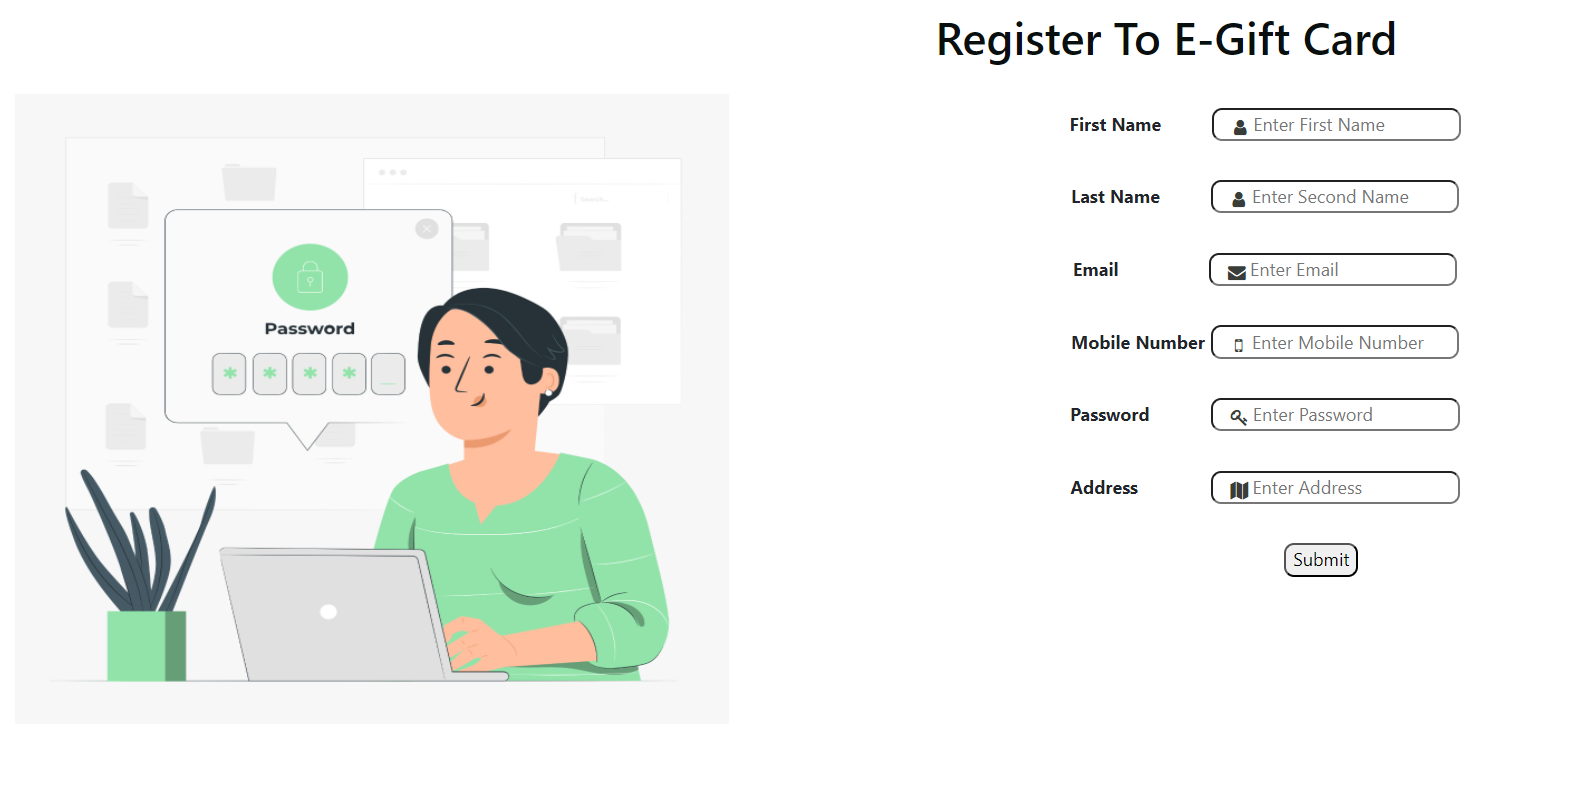 Register To E-Gift Card
First Name Enter First Name
Last Name Enter Second Name
Email Enter Email
Mobile Number Enter Mobile Number
Password Enter Password
Address Enter Address
Submit
Search...
Password
* * * * _